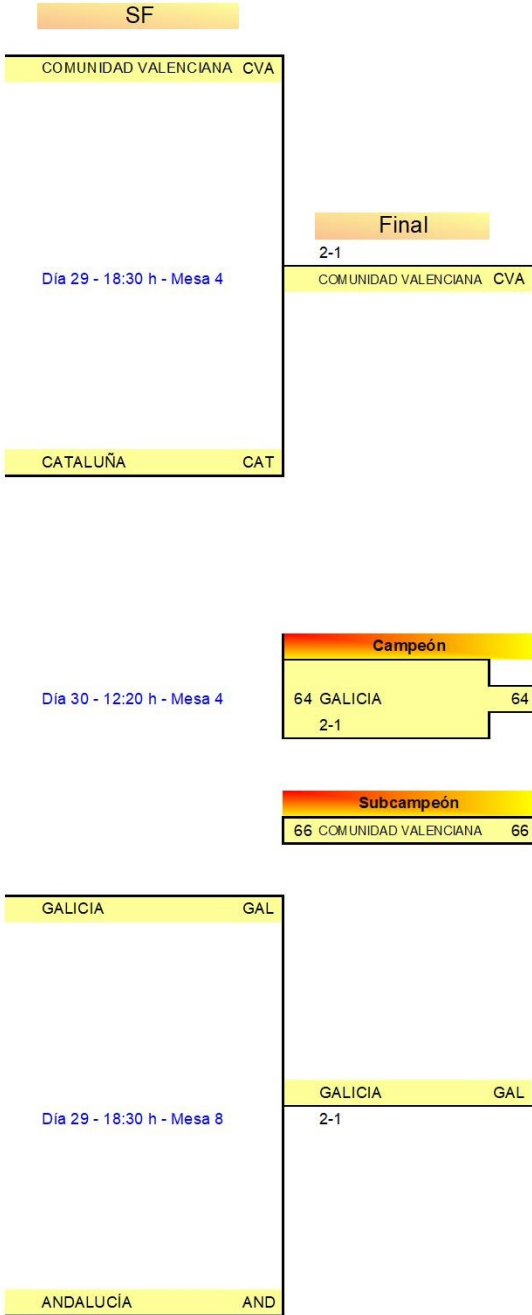 SF
COMUNIDAD VALENCIANA CVA
Final
2-1
Día 29 - 18:30 h - Mesa 4
COMUNIDAD VALENCIANA CVA
CATALUÑA CAT
Campeón
Día 30 - 12:20 h - Mesa 4
64 GALICIA 64
2-1
Subcampeón
66 COMUNIDAD VALENCIANA 66
GALICIA GAL
GALICIA GAL
Día 29 - 18:30 h - Mesa 8
2-1
ANDALUCÍA AND